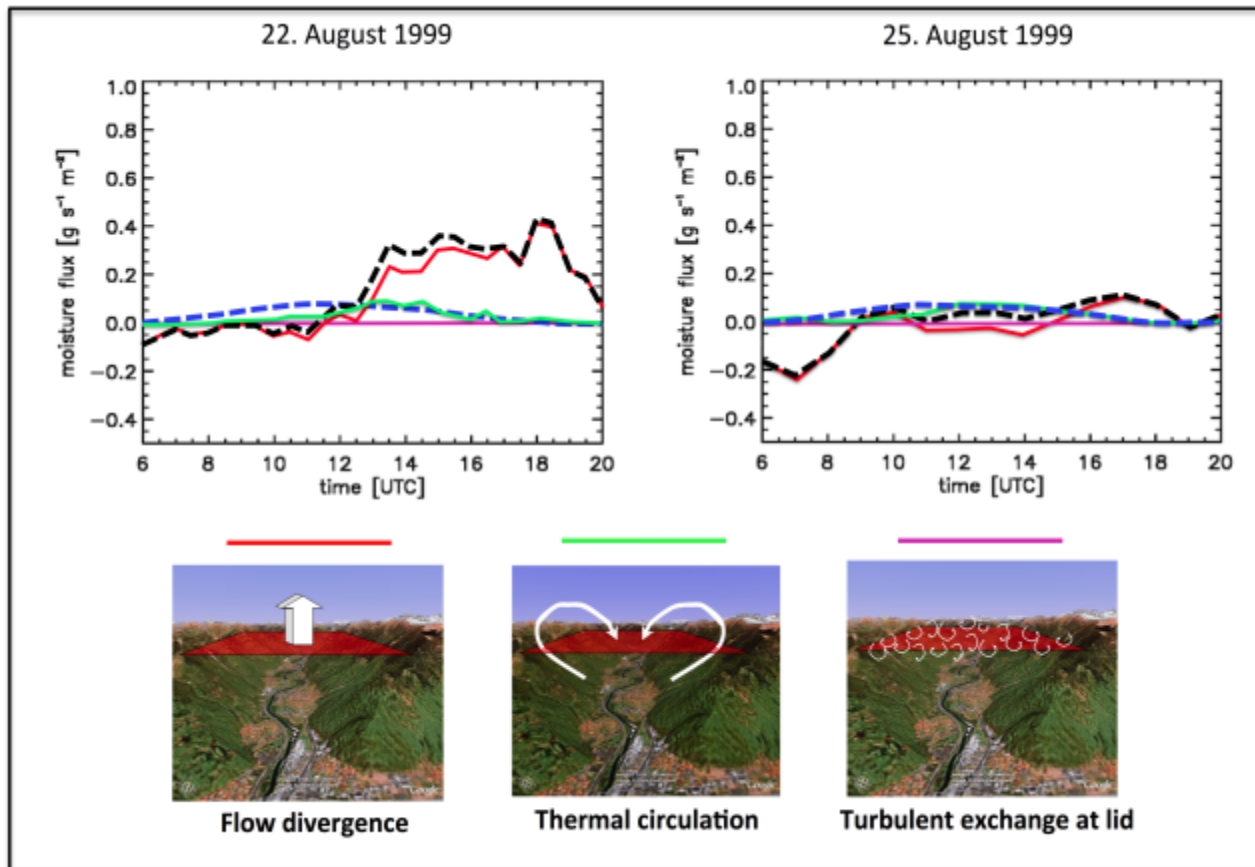 22. August 1999
25. August 1999
moisture flux [g s⁻¹ m⁻²]
1.0
0.8
0.6
0.4
0.2
0.0
−0.2
−0.4
6 8 10 12 14 16 18 20
time [UTC]
moisture flux [g s⁻¹ m⁻²]
1.0
0.8
0.6
0.4
0.2
0.0
−0.2
−0.4
6 8 10 12 14 16 18 20
time [UTC]
Google
Google
Google
Flow divergence
Thermal circulation
Turbulent exchange at lid